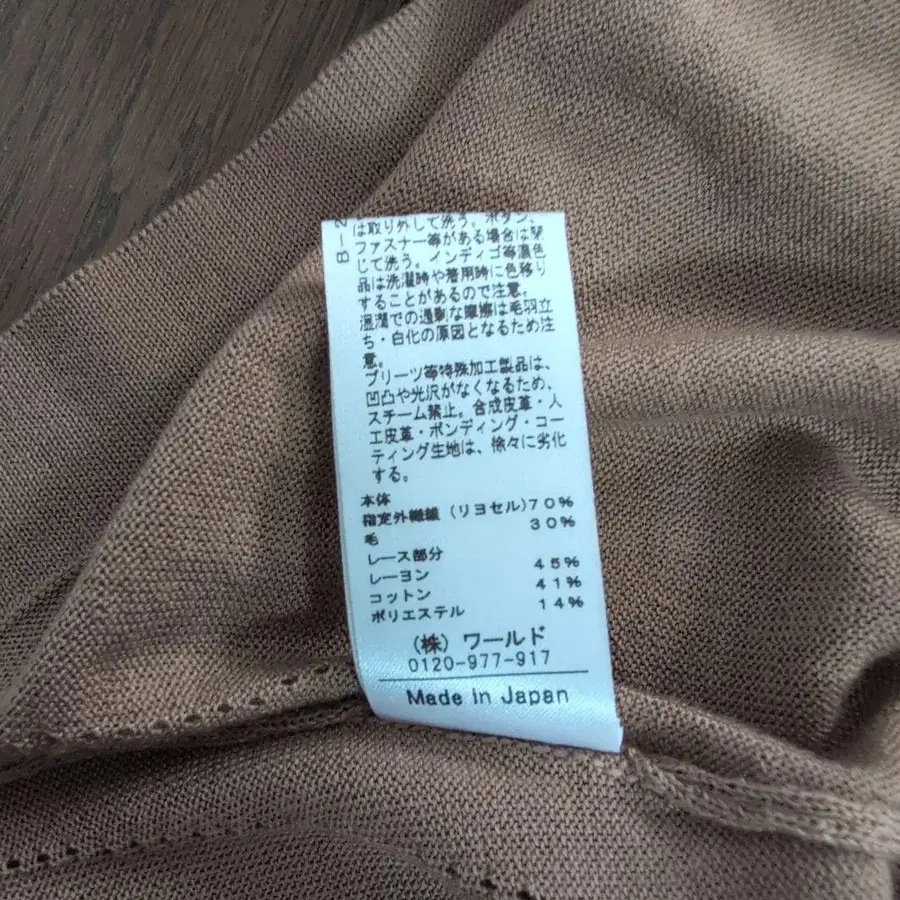 B-2
は取り外して洗う。ボタン、
ファスナー等がある場合は閉
じて洗う。インディゴ等濃色
品は洗濯時や着用時に色移り
することがあるので注意。
湿潤での過剰な摩擦は毛羽立
ち・白化の原因となるため注
意。
プリーツ等特殊加工製品は、
凹凸や光沢がなくなるため、
スチーム禁止。合成皮革・人
工皮革・ボンディング・コー
ティング生地は、徐々に劣化
する。
本体
指定外繊維(リヨセル)70%
毛 30%
レース部分
レーヨン 45%
コットン 41%
ポリエステル 14%
(株)ワールド
0120-977-917
Made in Japan